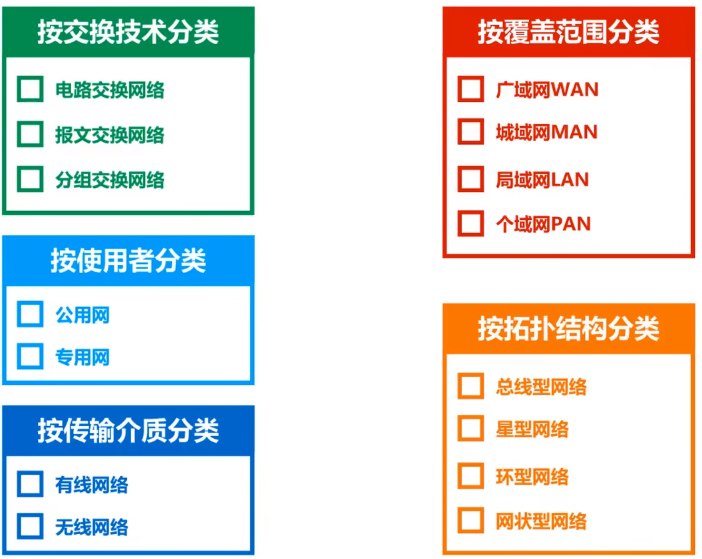 按交换技术分类
电路交换网络
报文交换网络
分组交换网络
按使用者分类
公用网
专用网
按传输介质分类
有线网络
无线网络
按覆盖范围分类
广域网WAN
城域网MAN
局域网LAN
个域网PAN
按拓扑结构分类
总线型网络
星型网络
环型网络
网状型网络